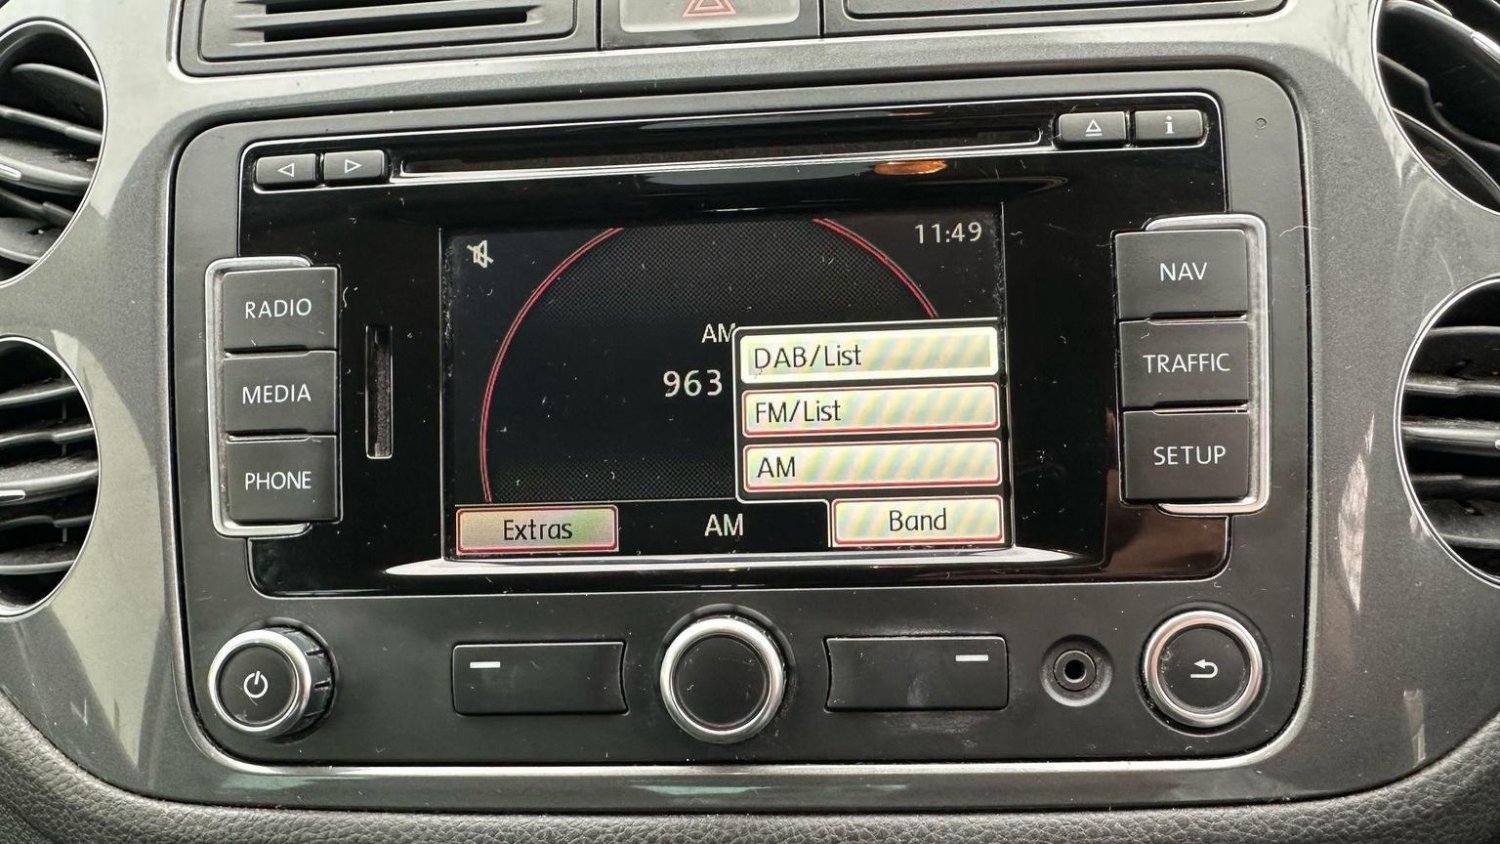 i
11:49
RADIO
MEDIA
PHONE
AM
963
DAB/List
FM/List
AM
Extras
AM
Band
NAV
TRAFFIC
SETUP